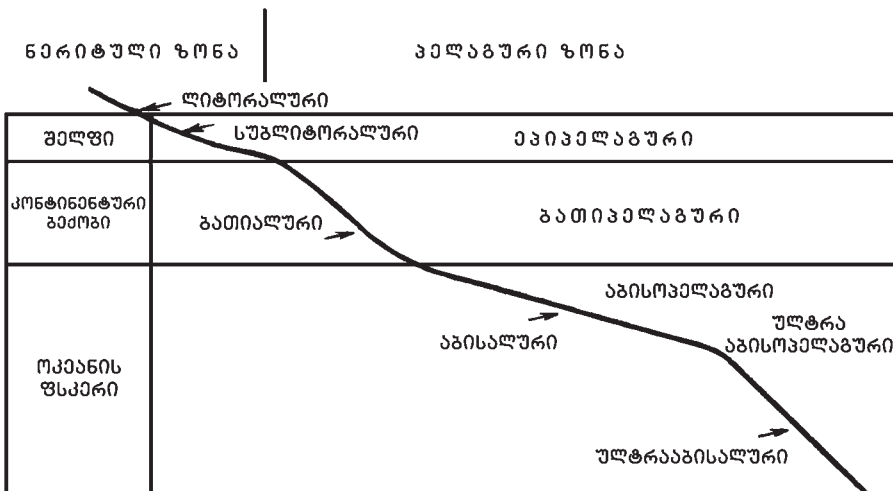 ნერიტული ზონა
პელაგური ზონა
ლიტორალური
შელფი
სუბლიტორალური
ეპიპელაგური
კონტინენტური
ბექობი
ბათიალური
ბათიპელაგური
აბისოპელაგური
ულტრა
აბისოპელაგური
აბისალური
ოკეანის
ფსკერი
ულტრააბისალური